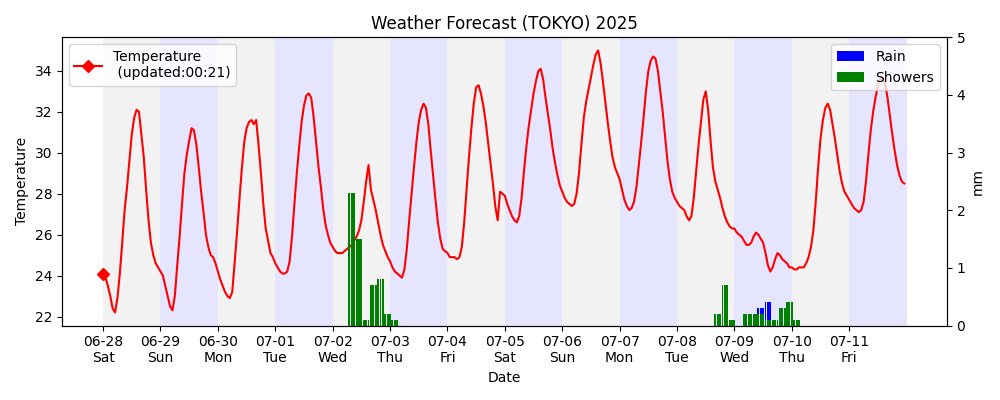 Weather Forecast (TOKYO) 2025
Temperature
(updated:00:21)
Rain
Showers
Temperature
34
32
30
28
26
24
22
5
4
3
2
1
0
mm
06-28 06-29 06-30 07-01 07-02 07-03 07-04 07-05 07-06 07-07 07-08 07-09 07-10 07-11
Sat Sun Mon Tue Wed Thu Fri Sat Sun Mon Tue Wed Thu Fri
Date